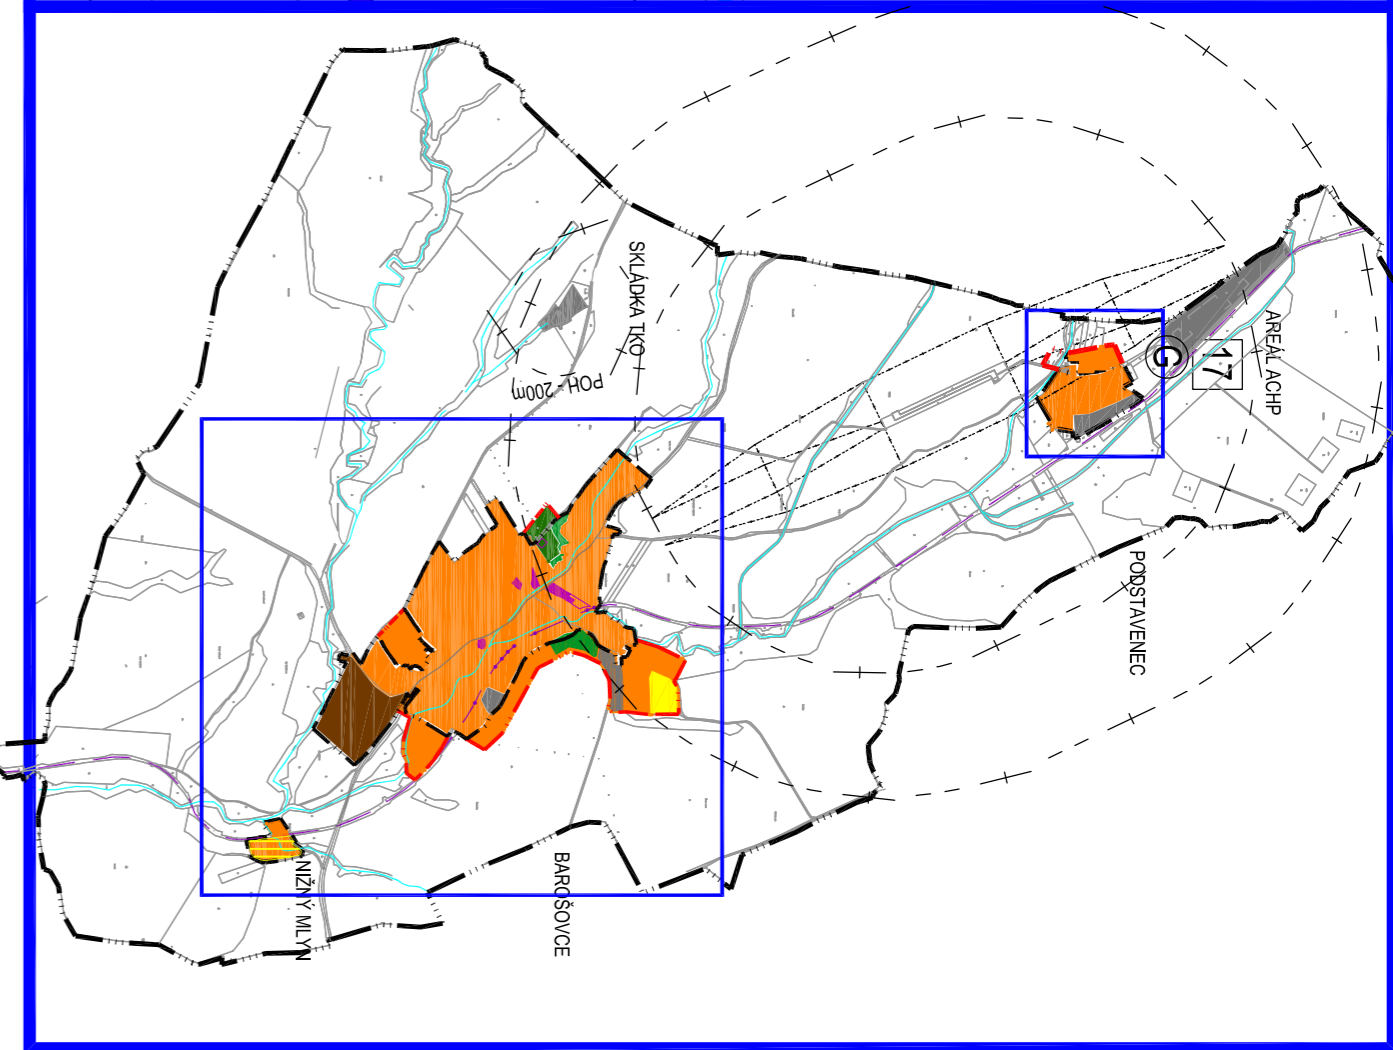 SKLÁDKA TKO
POH - 200m
AREÁL ACHP
G
17
PODSTAVENEC
BAROŠOVCE
NIŽNÝ MLYN